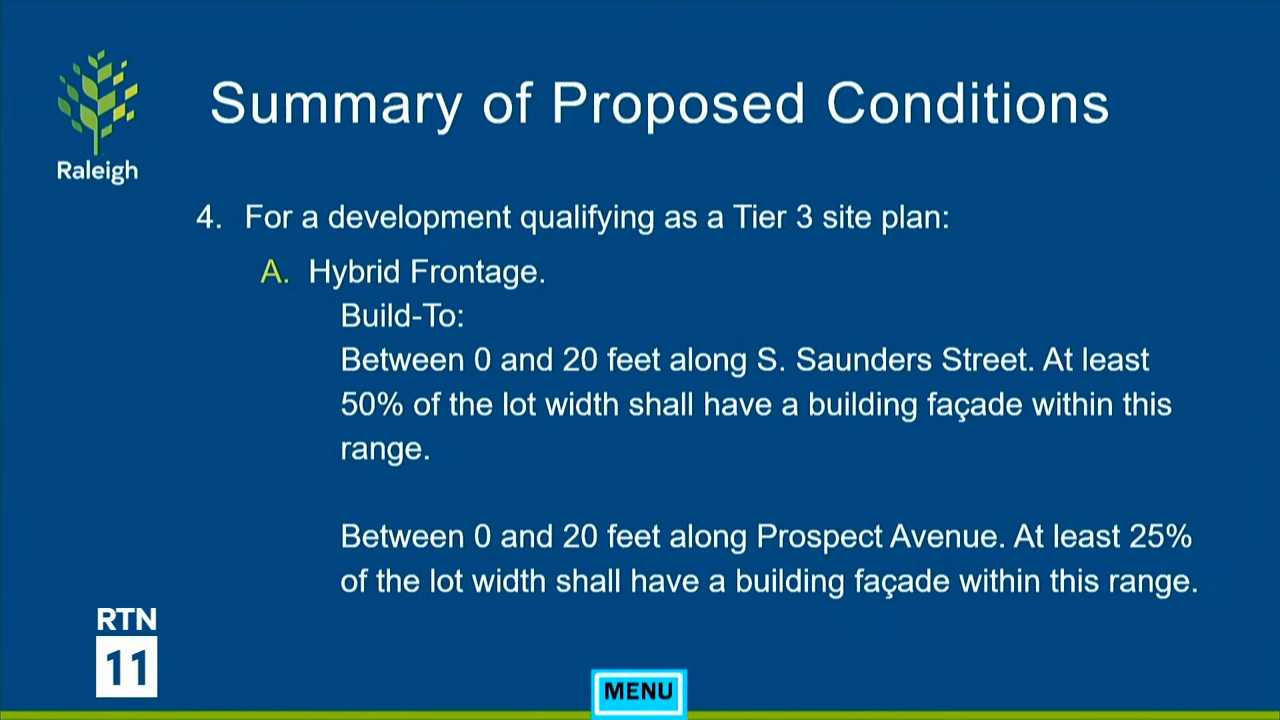 Summary of Proposed Conditions
Raleigh
4. For a development qualifying as a Tier 3 site plan:
A. Hybrid Frontage.
Build-To:
Between 0 and 20 feet along S. Saunders Street. At least
50% of the lot width shall have a building façade within this
range.
Between 0 and 20 feet along Prospect Avenue. At least 25%
of the lot width shall have a building façade within this range.
RTN
11
MENU